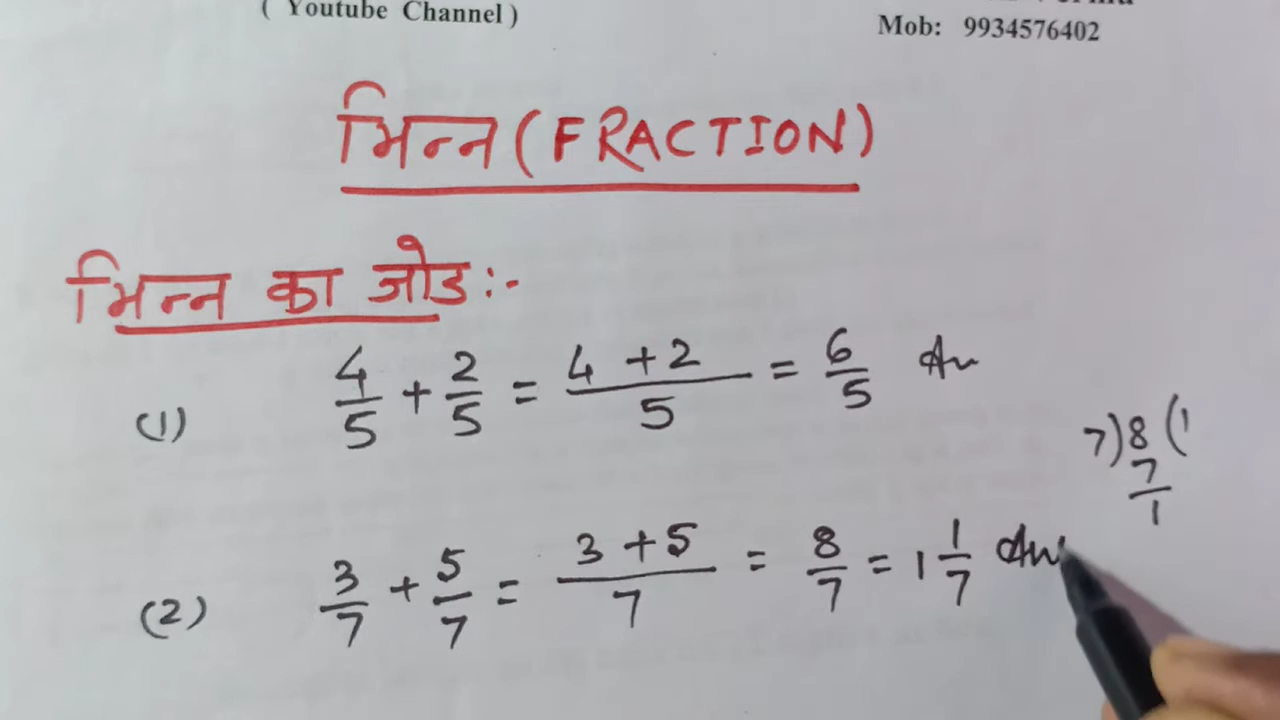 ( Youtube Channel )
Mob: 9934576402
भिन्न (FRACTION)
भिन्न का जोड :-
(1) 4/5 + 2/5 = 4 + 2/5 = 6/5 An
7) 8 (1
7
1
(2) 3/7 + 5/7 = 3 + 5/7 = 8/7 = 1 1/7 Ans